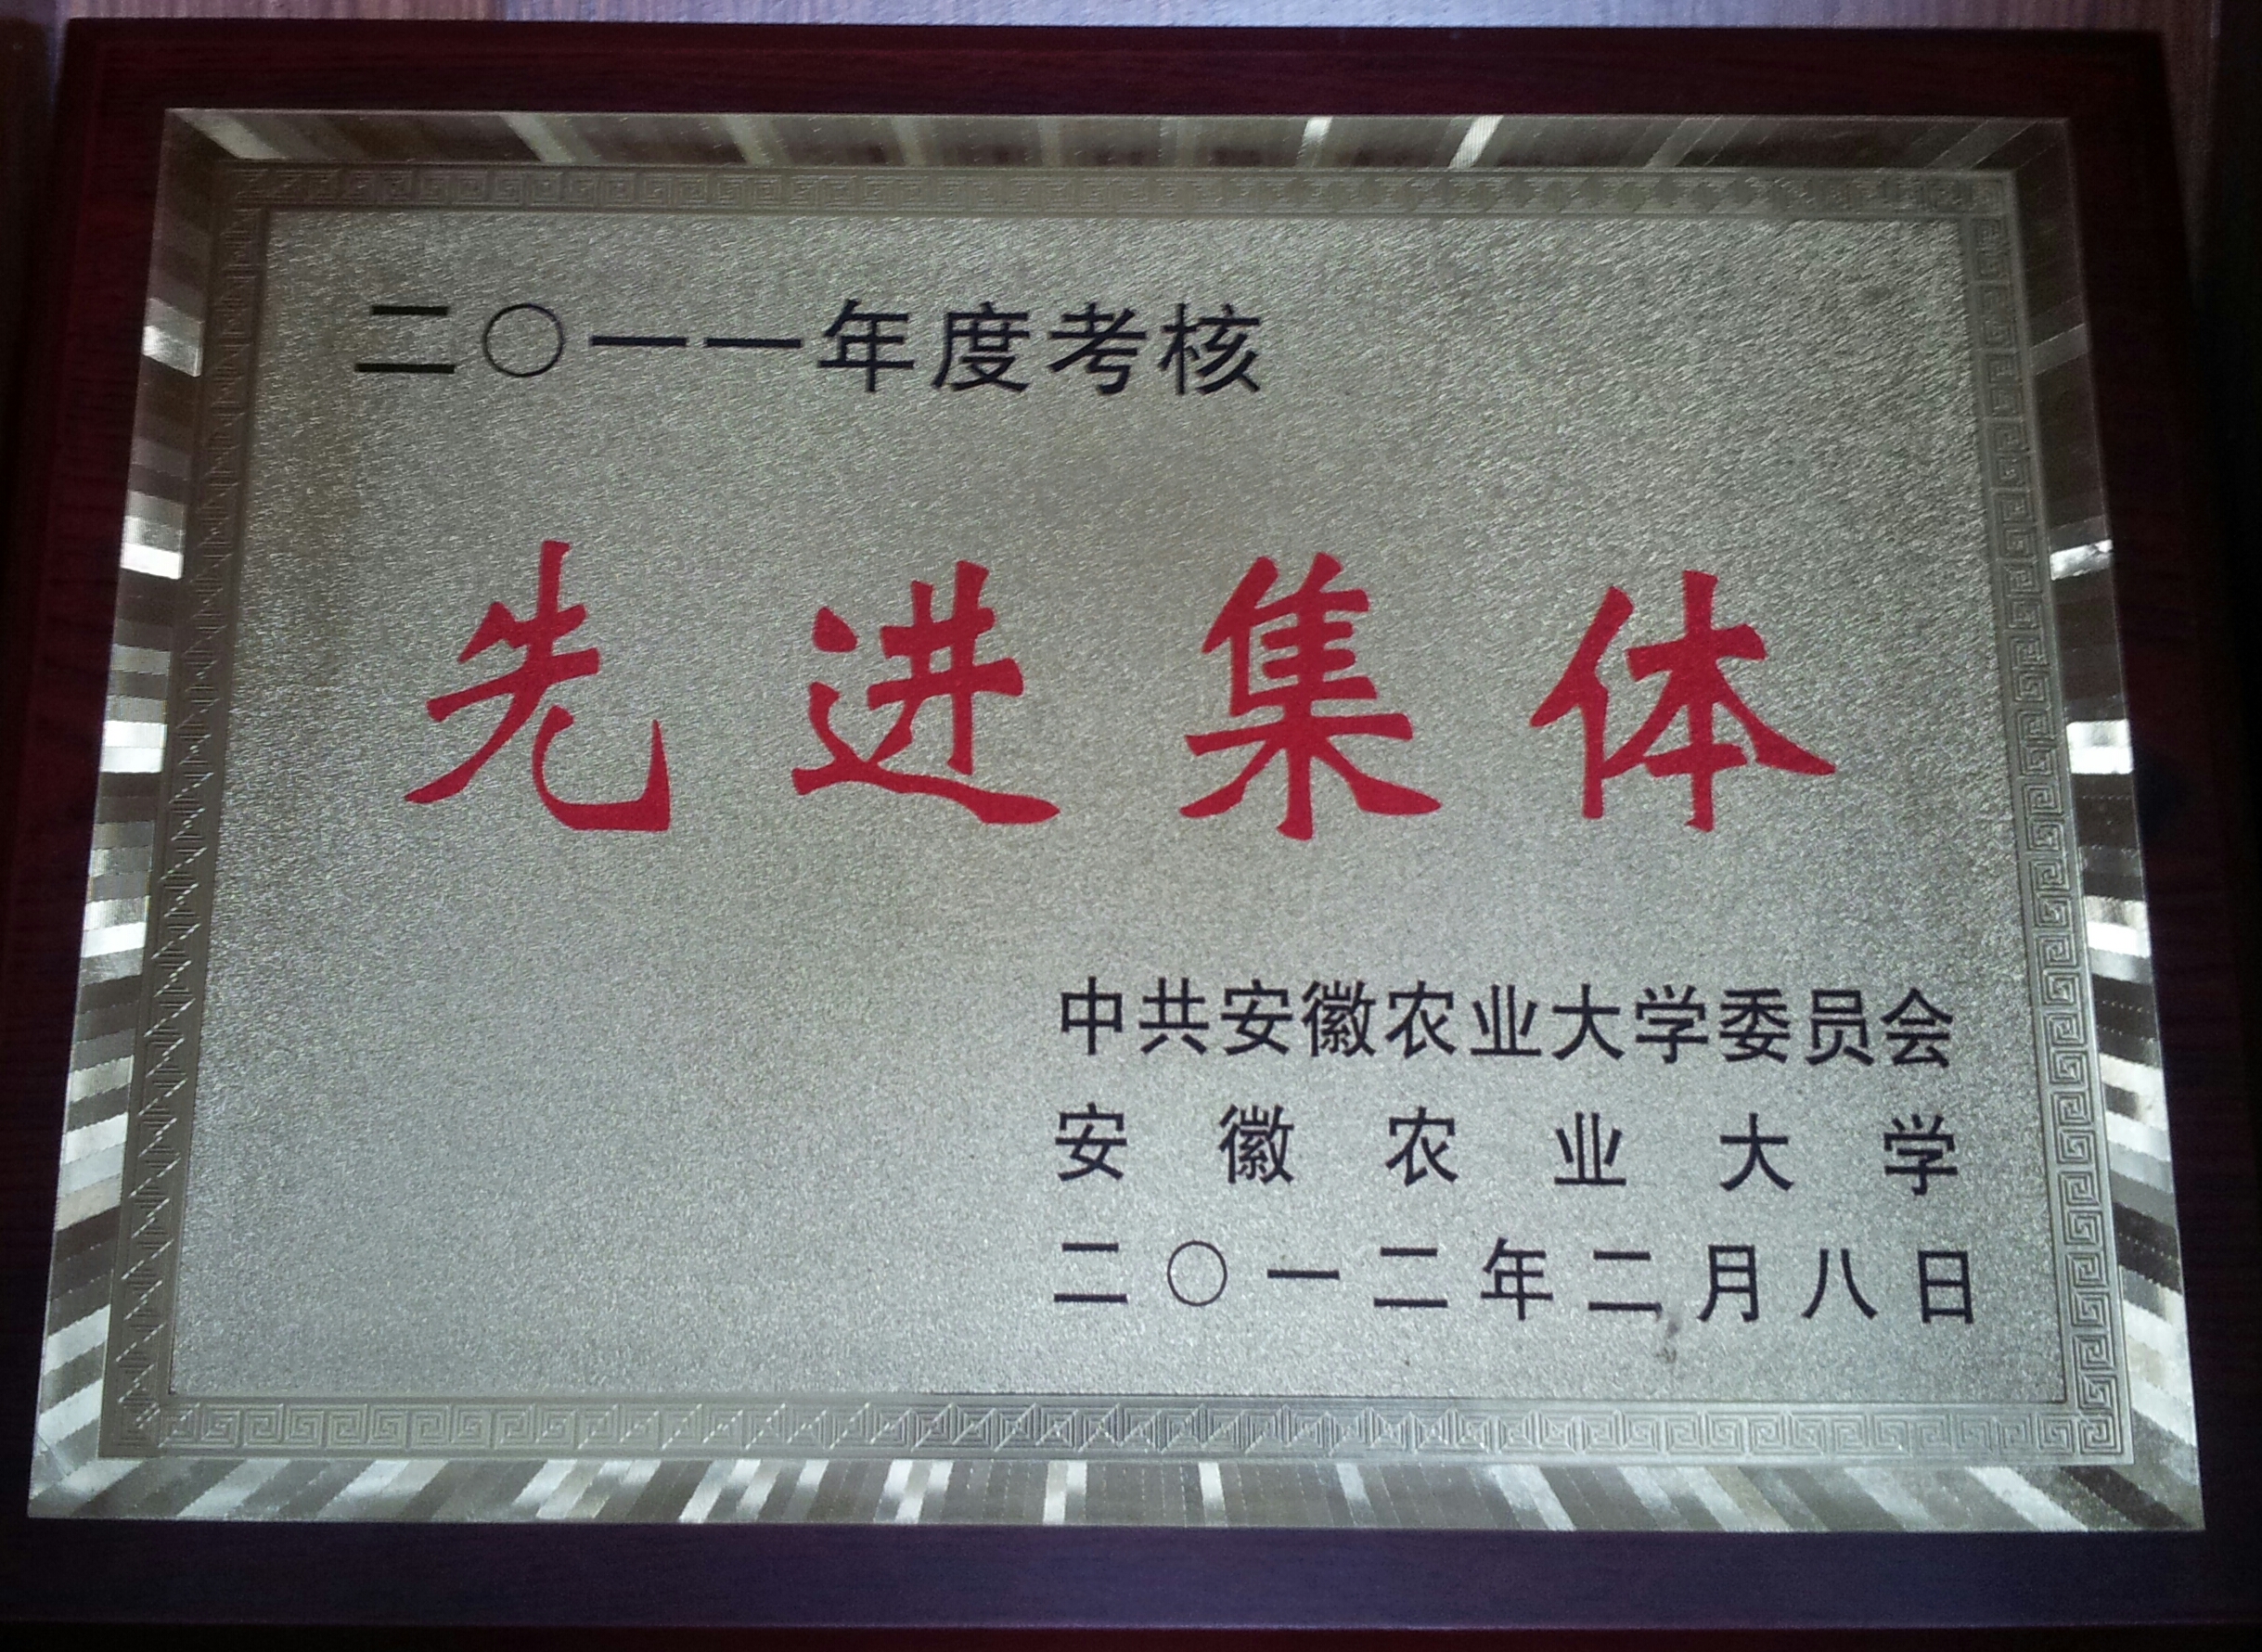 二〇一一年度考核
先进集体
中共安徽农业大学委员会
安徽农业大学
二〇一二年二月八日